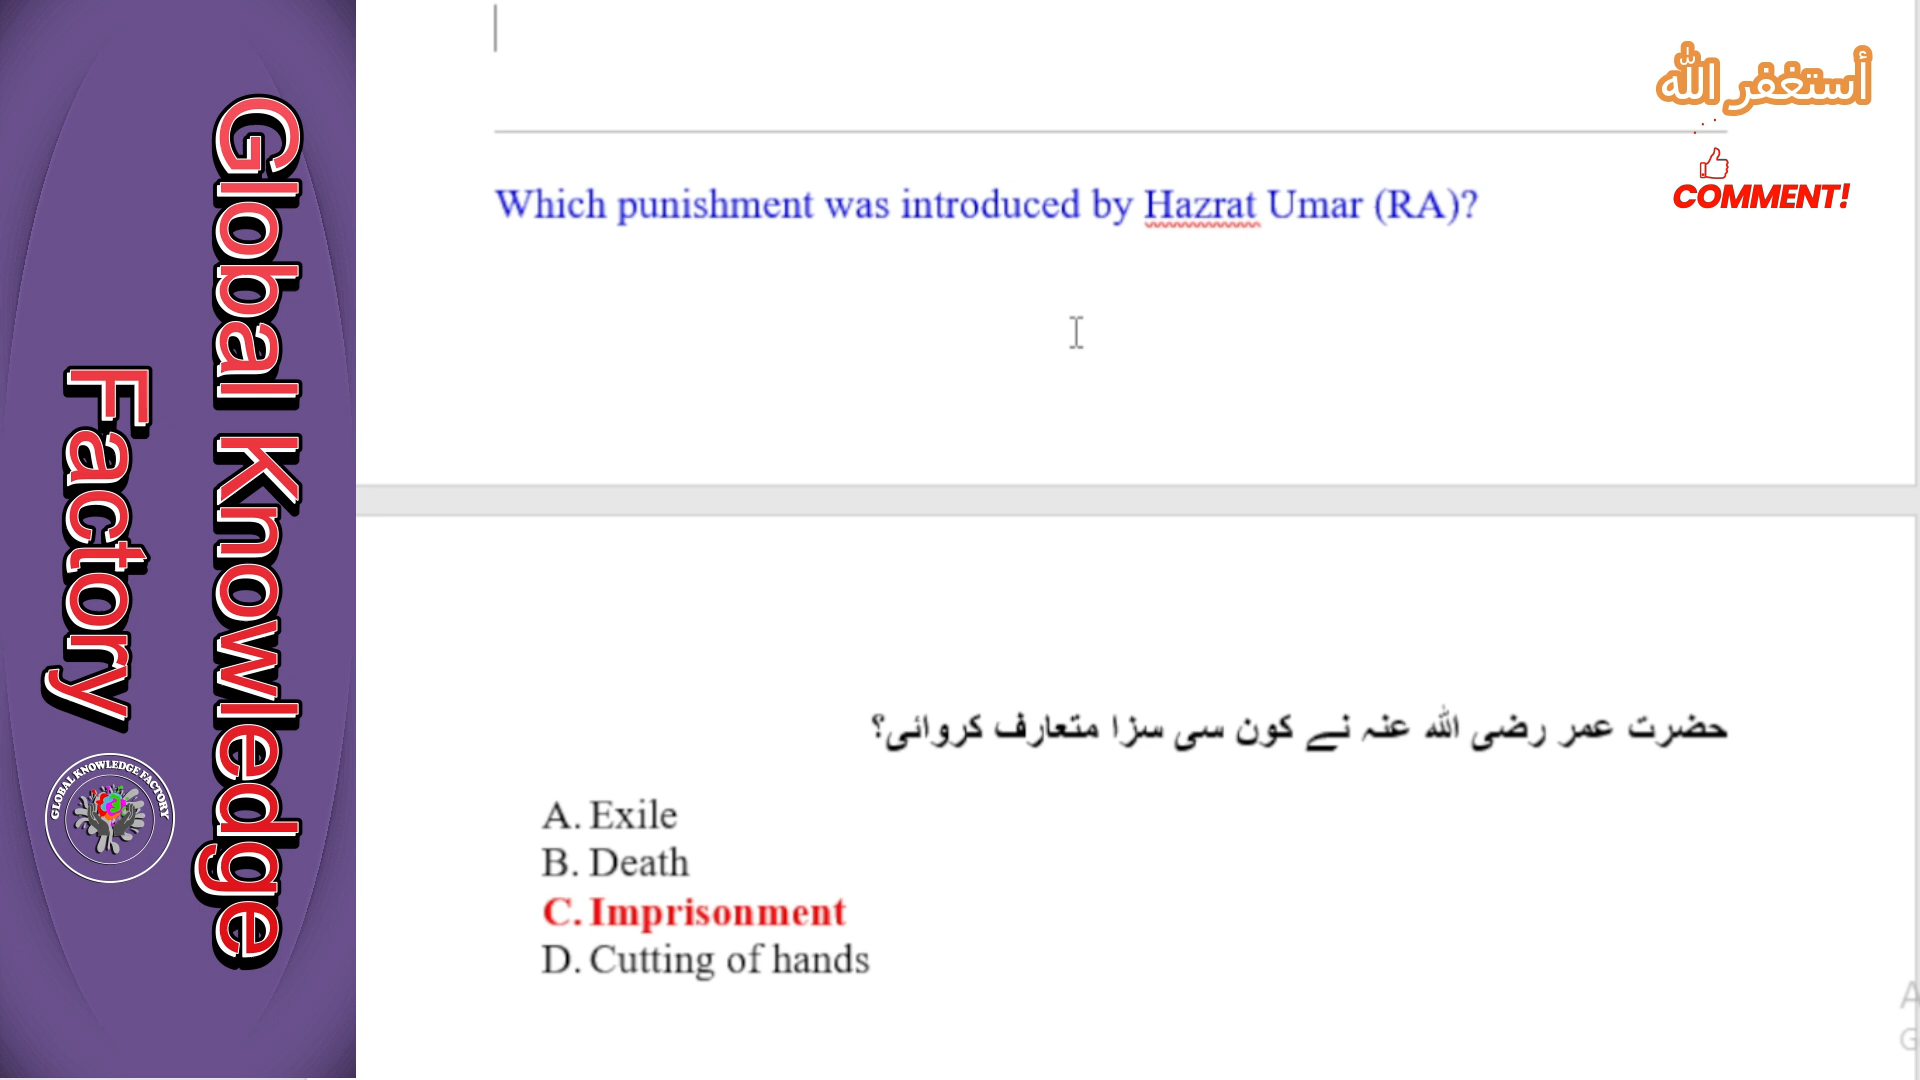 Global Knowledge
Factory
GLOBAL KNOWLEDGE FACTORY
أستغفر الله
COMMENT!
Which punishment was introduced by Hazrat Umar (RA)?
حضرت عمر رضی اللہ عنہ نے کون سی سزا متعارف کروائی؟
A. Exile
B. Death
C. Imprisonment
D. Cutting of hands
A
G